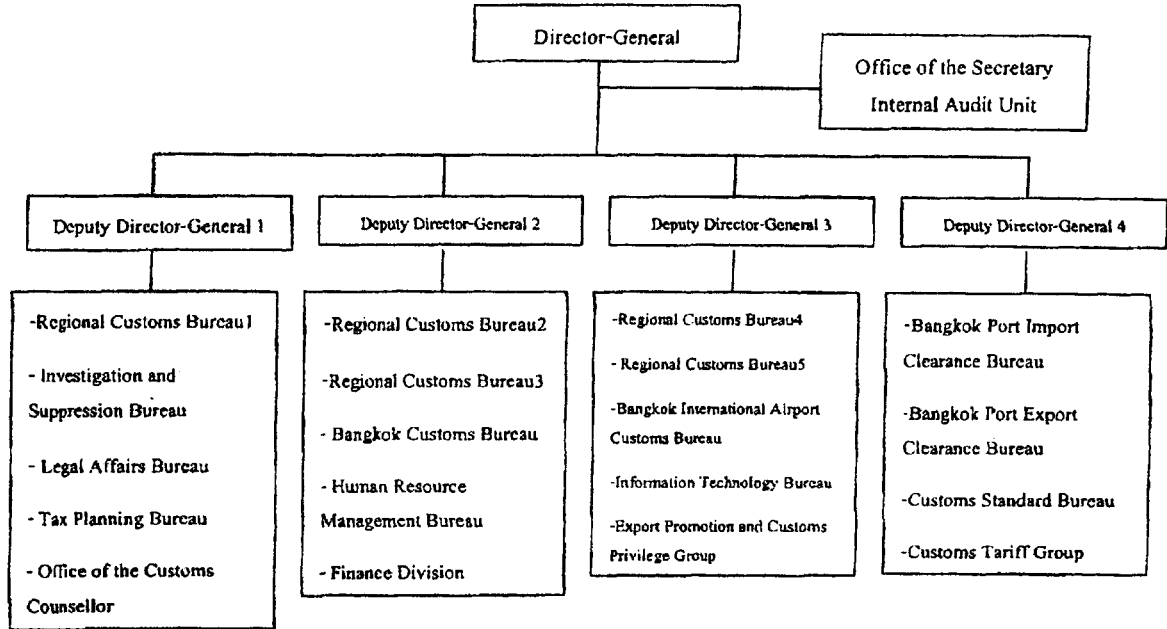 Director-General
Office of the Secretary
Internal Audit Unit
Deputy Director-General 1
Deputy Director-General 2
Deputy Director-General 3
Deputy Director-General 4
-Regional Customs Bureau1
- Investigation and
Suppression Bureau
- Legal Affairs Bureau
- Tax Planning Bureau
- Office of the Customs
Counsellor
-Regional Customs Bureau2
-Regional Customs Bureau3
- Bangkok Customs Bureau
- Human Resource
Management Bureau
- Finance Division
-Regional Customs Bureau4
- Regional Customs Bureau5
-Bangkok International Airport
Customs Bureau
-Information Technology Bureau
-Export Promotion and Customs
Privilege Group
-Bangkok Port Import
Clearance Bureau
-Bangkok Port Export
Clearance Bureau
-Customs Standard Bureau
-Customs Tariff Group